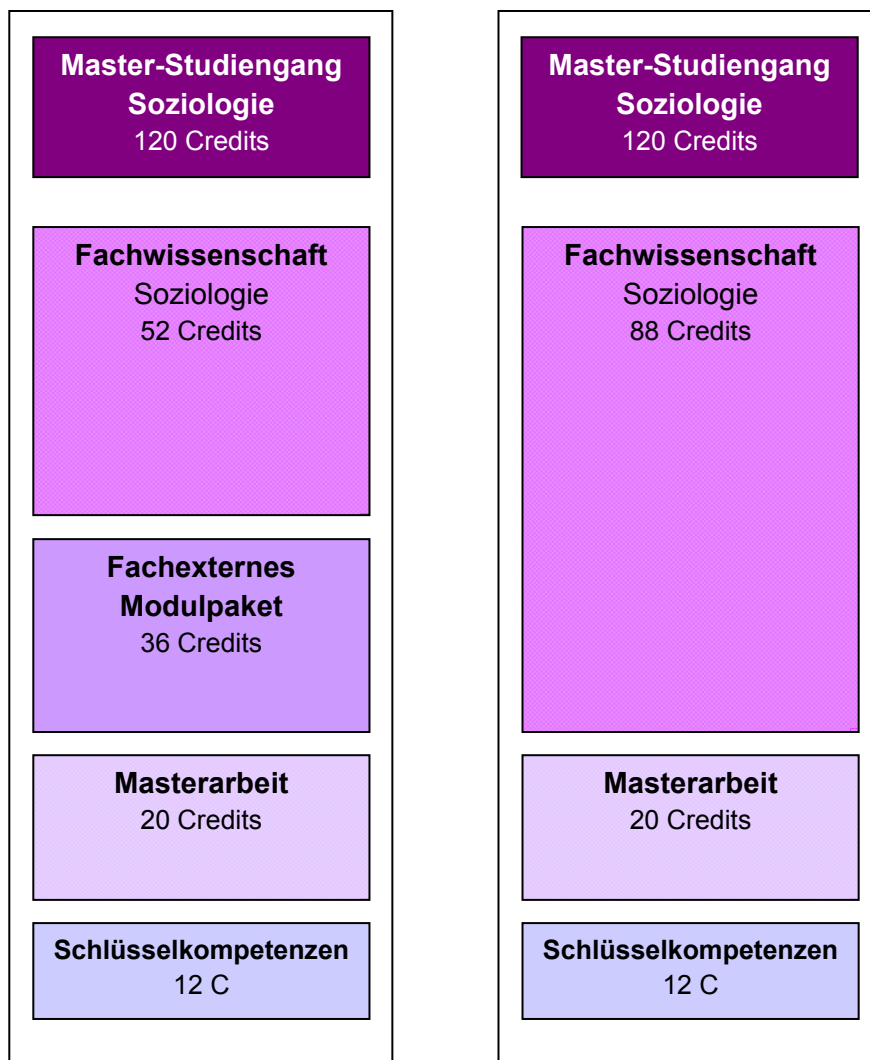 Master-Studiengang
Soziologie
120 Credits
Fachwissenschaft
Soziologie
52 Credits
Fachexternes
Modulpaket
36 Credits
Masterarbeit
20 Credits
Schlüsselkompetenzen
12 C
Master-Studiengang
Soziologie
120 Credits
Fachwissenschaft
Soziologie
88 Credits
Masterarbeit
20 Credits
Schlüsselkompetenzen
12 C